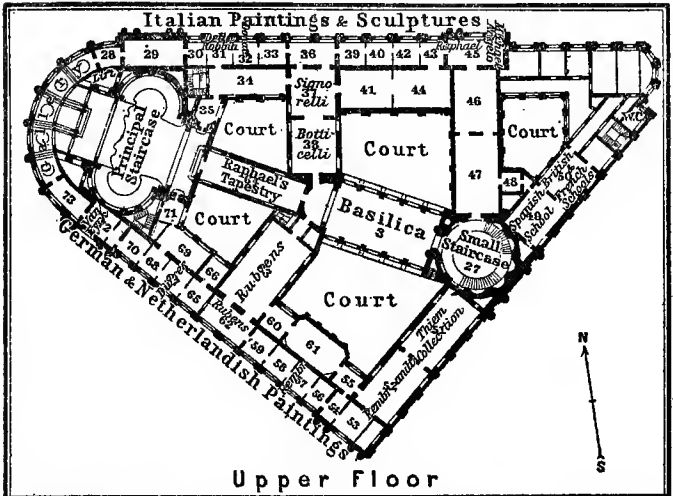 Italian Paintings & Sculptures
28
29
30
31
32
33
36
39
40
42
43
Raphael
45
34
Signo
37
relli
41
44
46
35
Court
Botti
38
celli
Court
Court
W.C.
Principal
Staircase
Raphael's
Tapestry
47
48
Spanish
School
British
French
Schools
49
50
Basilica
3
Small
Staircase
27
73
72
71
Court
70
68
69
66
65
Dürer
Rubens
63
Rubens
62
Court
60
61
59
58
57
56
55
54
53
Thiem
Collection
Rembrandt
German & Netherlandish Paintings
N
S
Upper Floor